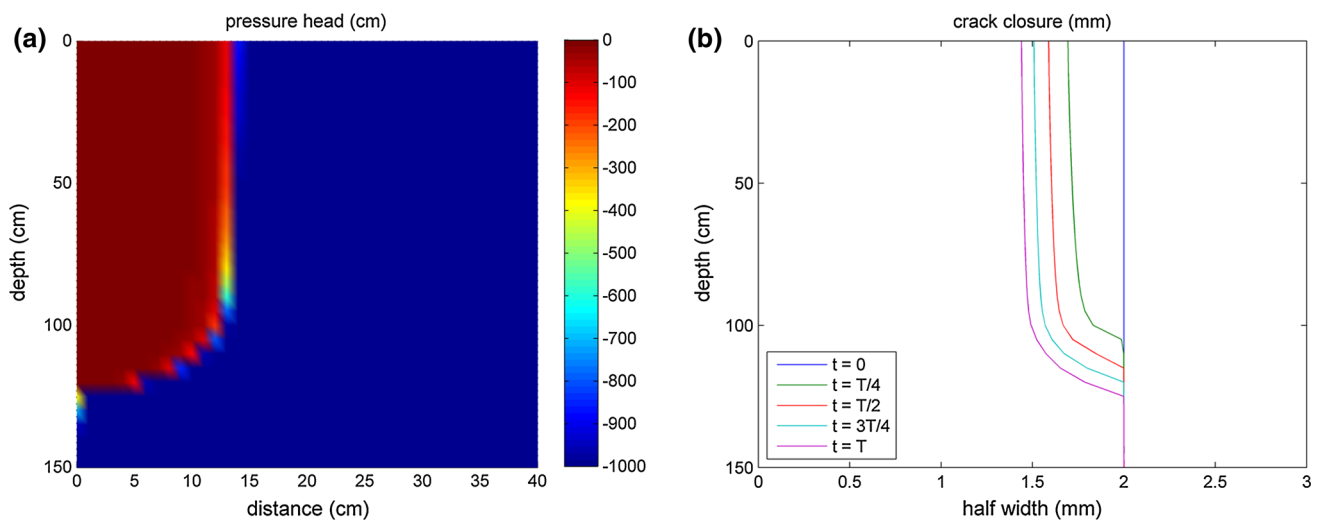 (a)
pressure head (cm)
0
50
100
150
depth (cm)
0 5 10 15 20 25 30 35 40
distance (cm)
0
-100
-200
-300
-400
-500
-600
-700
-800
-900
-1000
(b)
crack closure (mm)
0
50
100
150
depth (cm)
t = 0
t = T/4
t = T/2
t = 3T/4
t = T
0 0.5 1 1.5 2 2.5 3
half width (mm)